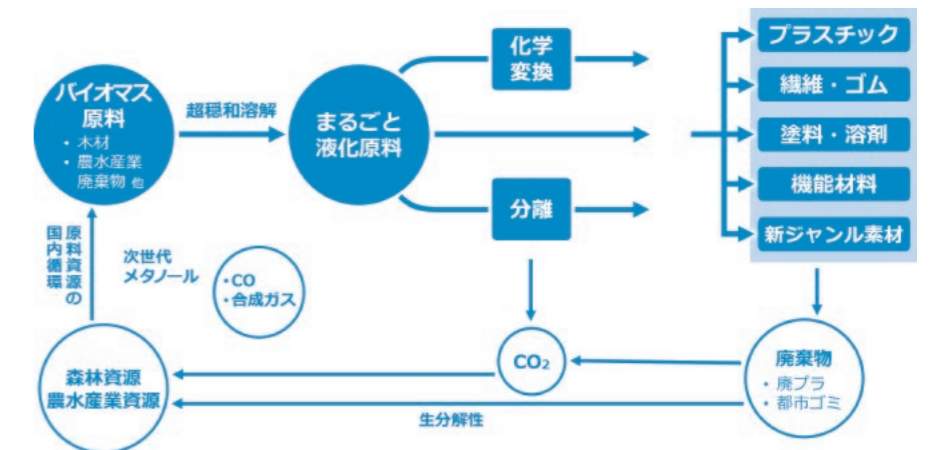 バイオマス
原料
・木材
・農水産業
廃棄物 他
超穏和溶解
まるごと
液化原料
化学
変換
分離
プラスチック
繊維・ゴム
塗料・溶剤
機能材料
新ジャンル素材
原料資源の
国内循環
次世代
メタノール
・CO
・合成ガス
森林資源
農水産業資源
CO₂
廃棄物
・廃プラ
・都市ゴミ
生分解性